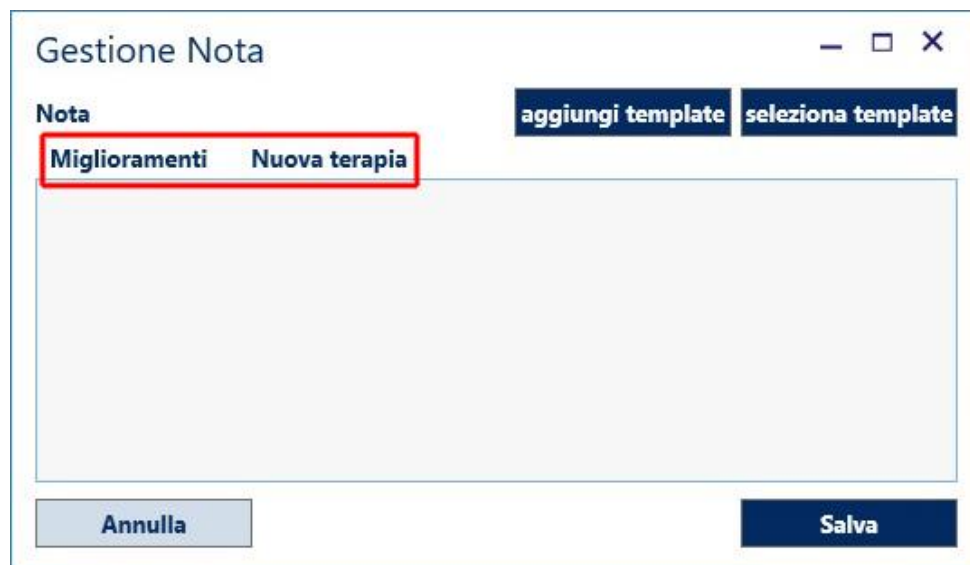 Gestione Nota
Nota
aggiungi template
seleziona template
Miglioramenti
Nuova terapia
Annulla
Salva